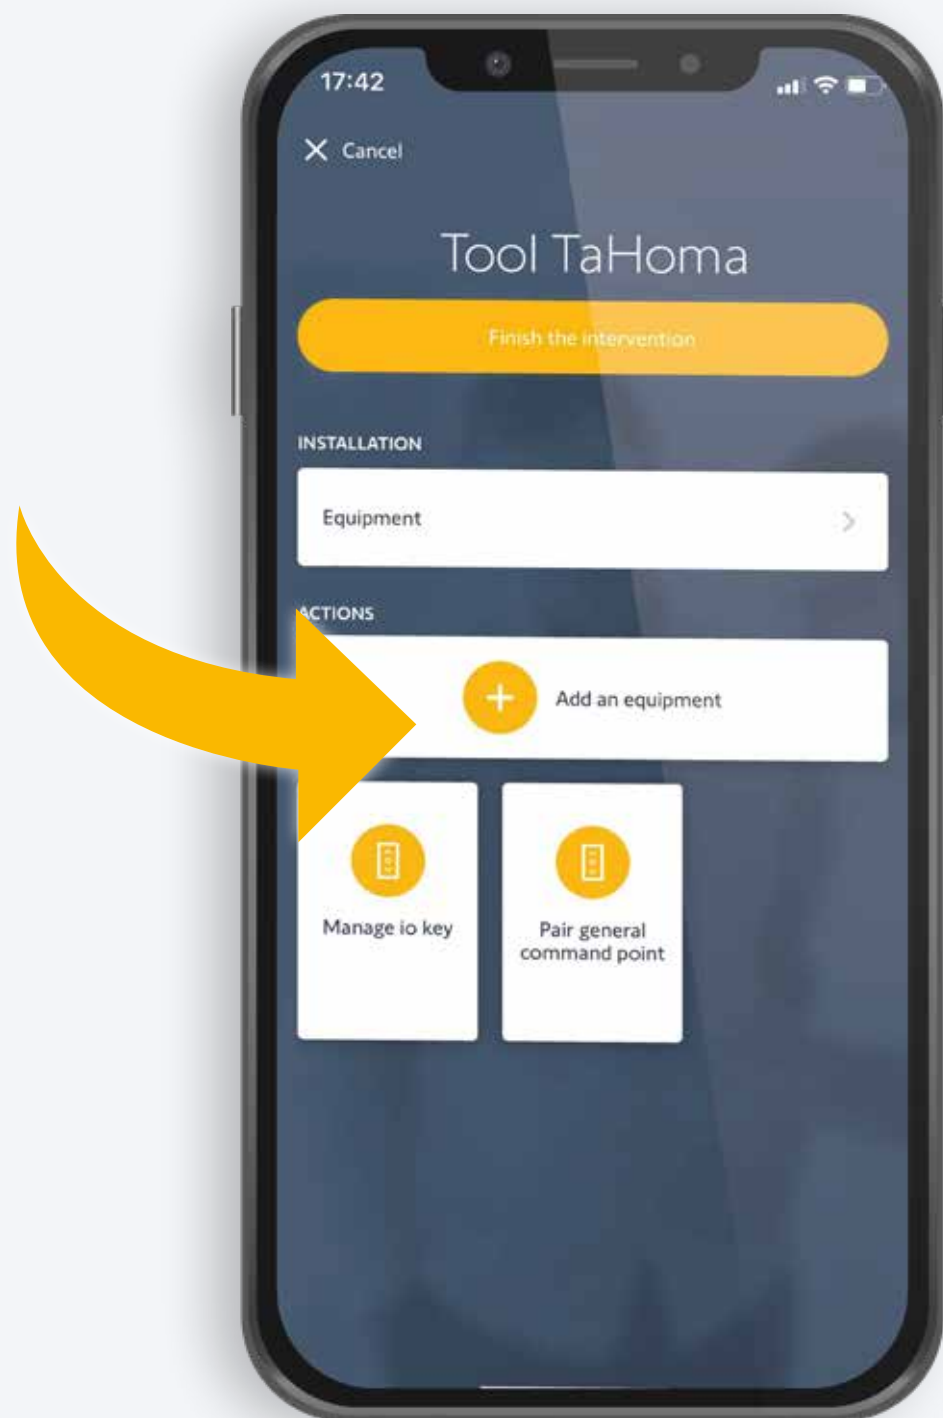 17:42
Cancel
Tool TaHoma
Finish the intervention
INSTALLATION
Equipment
ACTIONS
Add an equipment
Manage io key
Pair general
command point